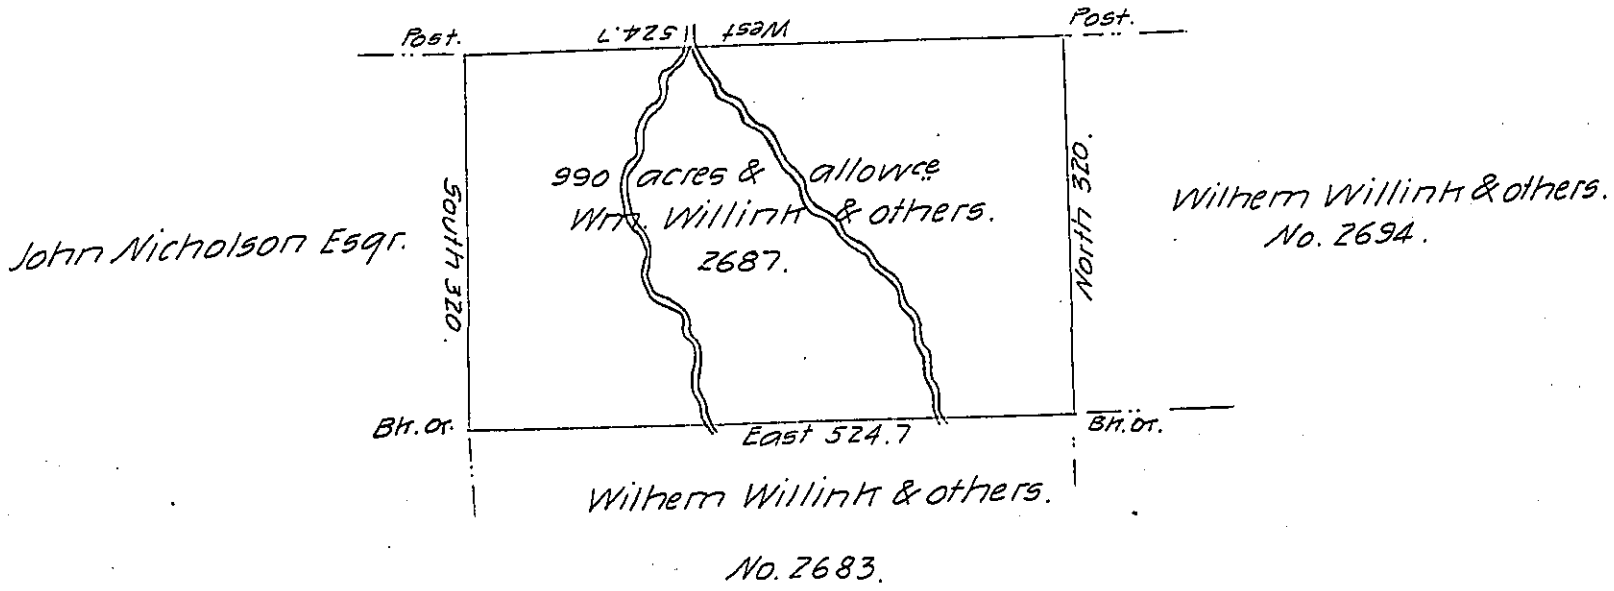 Post.
West 524.7
Post.
990 acres & allowce
Wm. Willink & others.
2687.
South 320.
North 320.
John Nicholson Esqr.
Wilhem Willink & others.
No. 2694.
Bk. or.
East 524.7
Bk. or.
Wilhem Willink & others.
No. 2683.